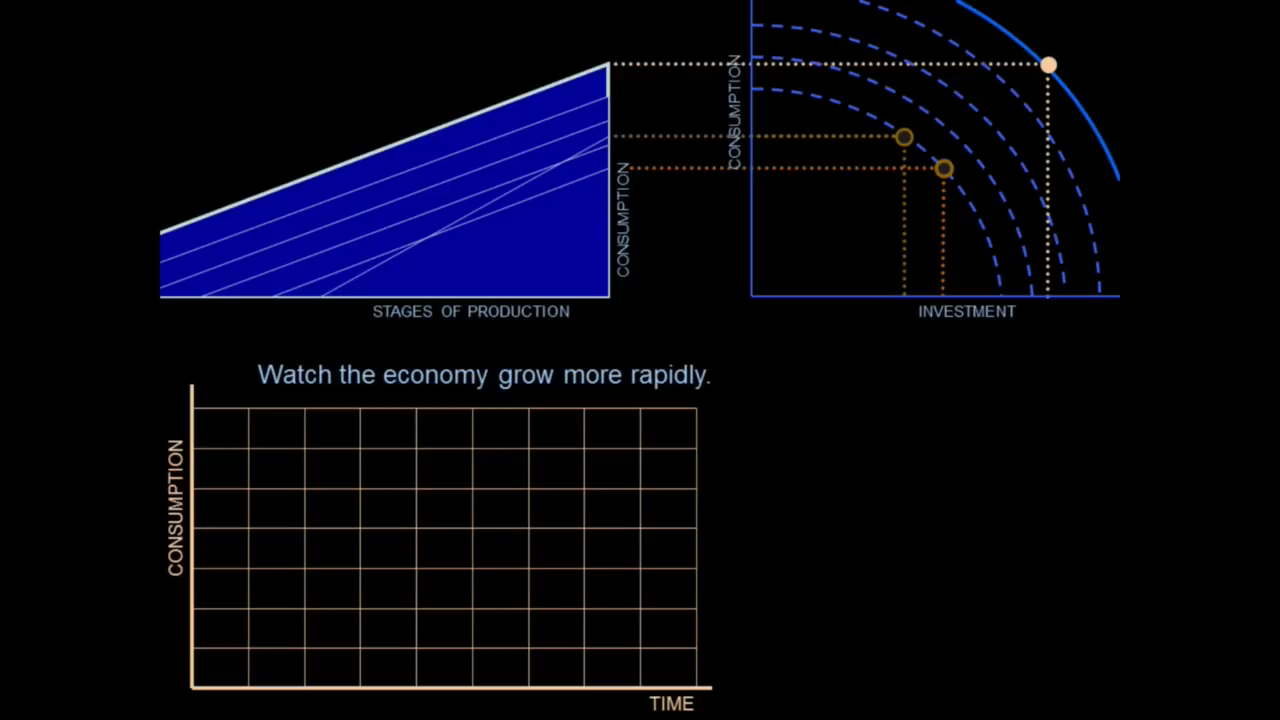 CONSUMPTION
CONSUMPTION
STAGES OF PRODUCTION
INVESTMENT
Watch the economy grow more rapidly.
CONSUMPTION
TIME